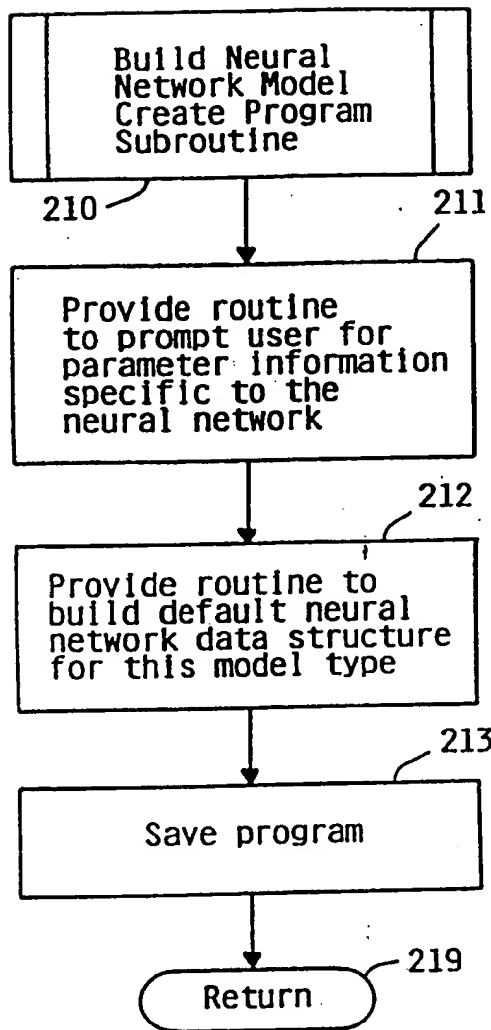 Build Neural
Network Model
Create Program
Subroutine
210
211
Provide routine
to prompt user for
parameter information
specific to the
neural network
212
Provide routine to
build default neural
network data structure
for this model type
213
Save program
219
Return